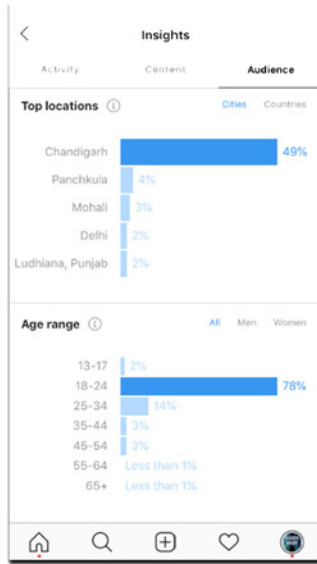 Insights
Activity Content Audience
Top locations Cities Countries
Chandigarh 49%
Panchkula 4%
Mohali 3%
Delhi 2%
Ludhiana, Punjab 2%
Age range All Men Women
13-17 2%
18-24 78%
25-34 14%
35-44 3%
45-54 3%
55-64 Less than 1%
65+ Less than 1%